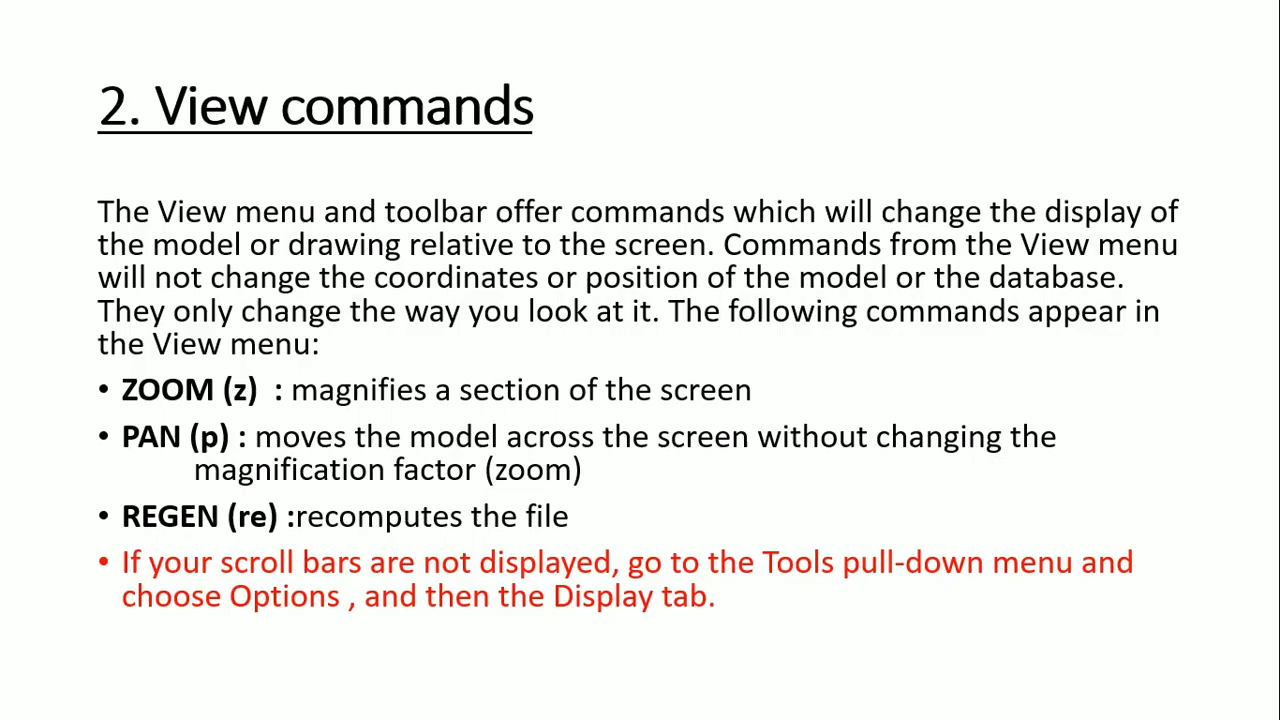 2. View commands
The View menu and toolbar offer commands which will change the display of
the model or drawing relative to the screen. Commands from the View menu
will not change the coordinates or position of the model or the database.
They only change the way you look at it. The following commands appear in
the View menu:
• ZOOM (z)  : magnifies a section of the screen
• PAN (p) : moves the model across the screen without changing the
magnification factor (zoom)
• REGEN (re) :recomputes the file
• If your scroll bars are not displayed, go to the Tools pull-down menu and
choose Options , and then the Display tab.